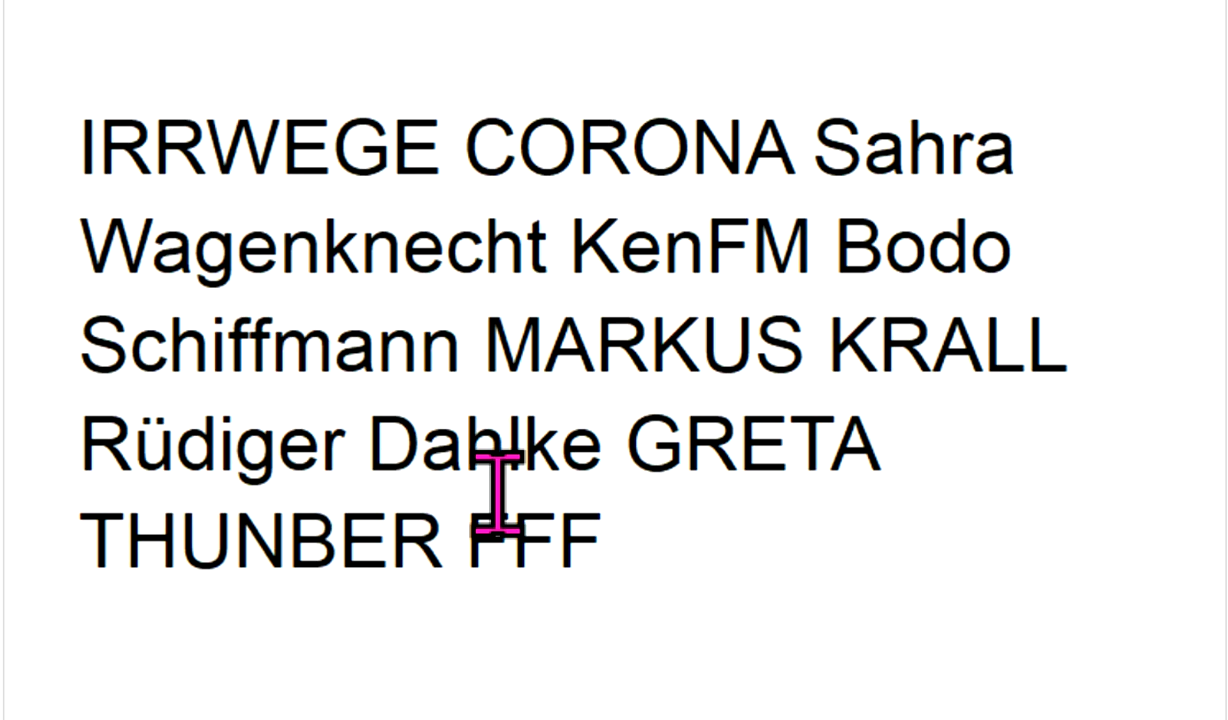 IRRWEGE CORONA Sahra
Wagenknecht KenFM Bodo
Schiffmann MARKUS KRALL
Rüdiger Dahlke GRETA
THUNBER FFF